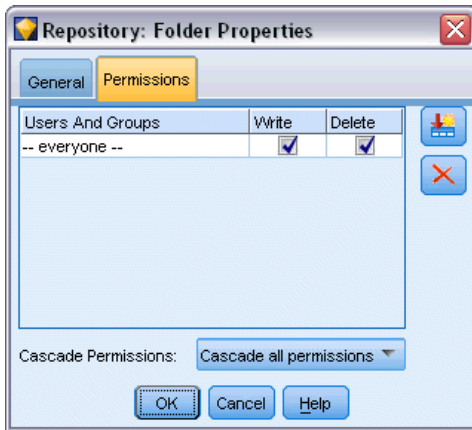 Repository: Folder Properties
General Permissions
Users And Groups Write Delete
-- everyone --
Cascade Permissions: Cascade all permissions
OK Cancel Help